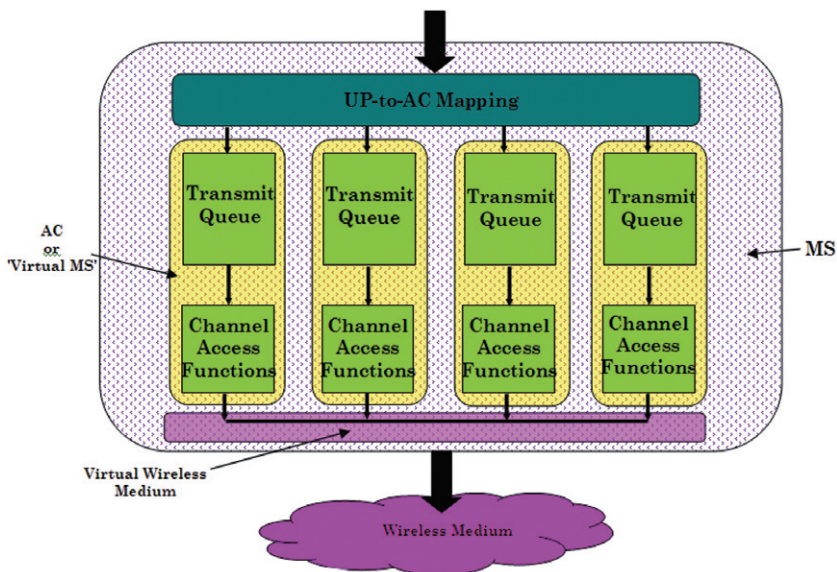 UP-to-AC Mapping
Transmit
Queue
Transmit
Queue
Transmit
Queue
Transmit
Queue
AC
or
'Virtual MS'
MS
Channel
Access
Functions
Channel
Access
Functions
Channel
Access
Functions
Channel
Access
Functions
Virtual Wireless
Medium
Wireless Medium